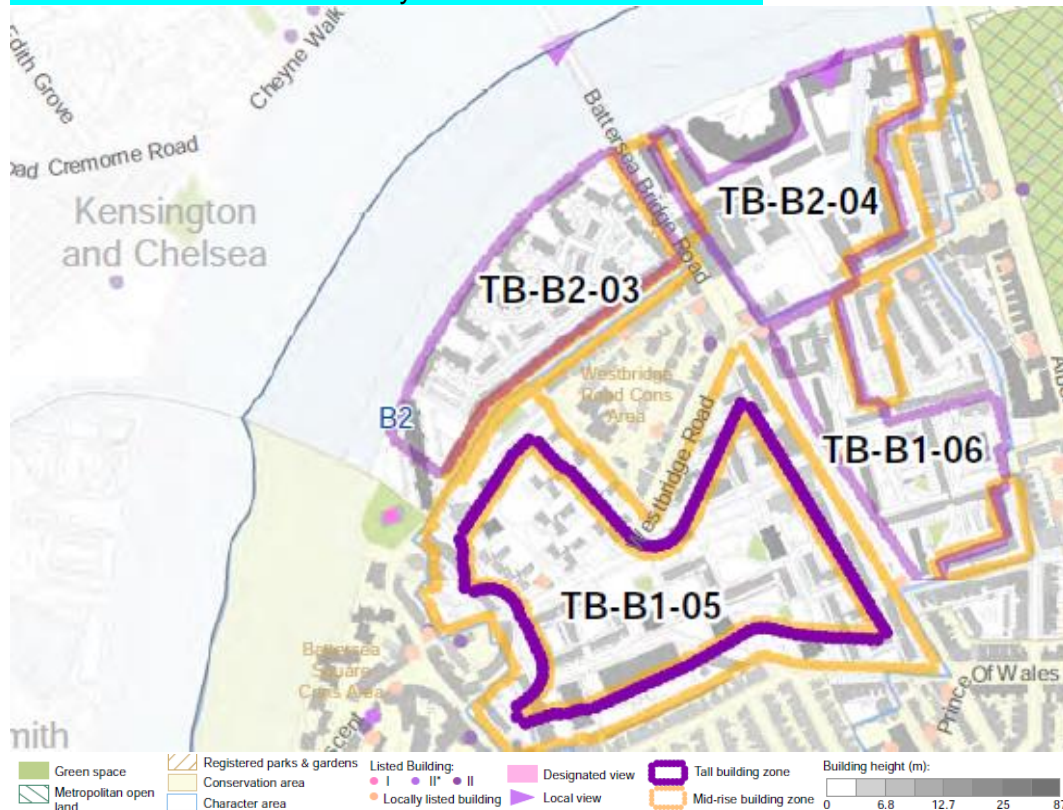 Edith Grove
Cheyne Walk
Cremorne Road
Kensington
and Chelsea
Battersea Bridge Road
TB-B2-04
TB-B2-03
Westbridge
Road Cons
Area
B2
Westbridge Road
TB-B1-06
TB-B1-05
Battersea
Square
Cons Area
Of Wales
Prince
mith
Green space
Metropolitan open
land
Registered parks & gardens
Conservation area
Character area
Listed Building:
I II* II
Locally listed building
Designated view
Local view
Tall building zone
Mid-rise building zone
Building height (m):
0 6.8 12.7 25